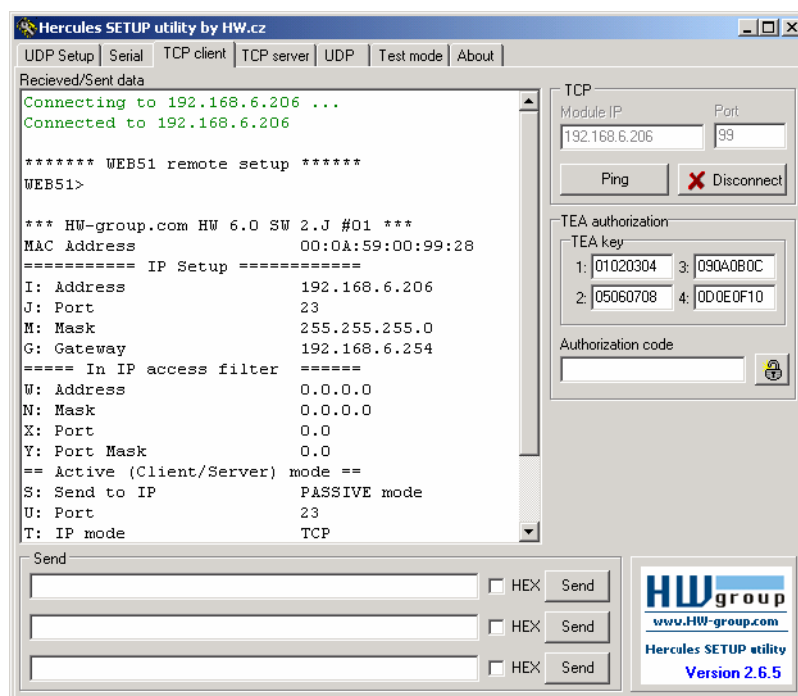 Hercules SETUP utility by HW.cz
UDP Setup Serial TCP client TCP server UDP Test mode About
Recieved/Sent data
Connecting to 192.168.6.206 ...
Connected to 192.168.6.206
******* WEB51 remote setup ******
WEB51>
*** HW-group.com HW 6.0 SW 2.J #01 ***
MAC Address 00:0A:59:00:99:28
=========== IP Setup ============
I: Address 192.168.6.206
J: Port 23
M: Mask 255.255.255.0
G: Gateway 192.168.6.254
===== In IP access filter ======
W: Address 0.0.0.0
N: Mask 0.0.0.0
X: Port 0.0
Y: Port Mask 0.0
== Active (Client/Server) mode ==
S: Send to IP PASSIVE mode
U: Port 23
T: IP mode TCP
TCP
Module IP Port
192.168.6.206 99
Ping Disconnect
TEA authorization
TEA key
1: 01020304 3: 090A0B0C
2: 05060708 4: 0D0E0F10
Authorization code
Send
HEX Send
HEX Send
HEX Send
HW group
www.HW-group.com
Hercules SETUP utility
Version 2.6.5